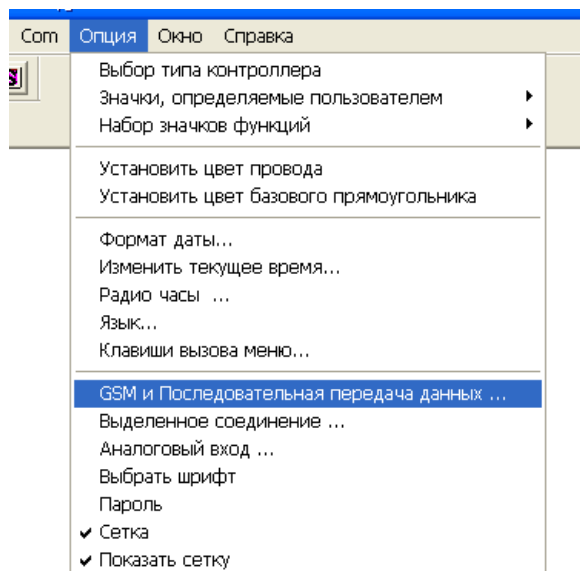 Com Опция Окно Справка
Выбор типа контроллера
Значки, определяемые пользователем
Набор значков функций
Установить цвет провода
Установить цвет базового прямоугольника
Формат даты...
Изменить текущее время...
Радио часы ...
Язык...
Клавиши вызова меню...
GSM и Последовательная передача данных ...
Выделенное соединение ...
Аналоговый вход ...
Выбрать шрифт
Пароль
Сетка
Показать сетку